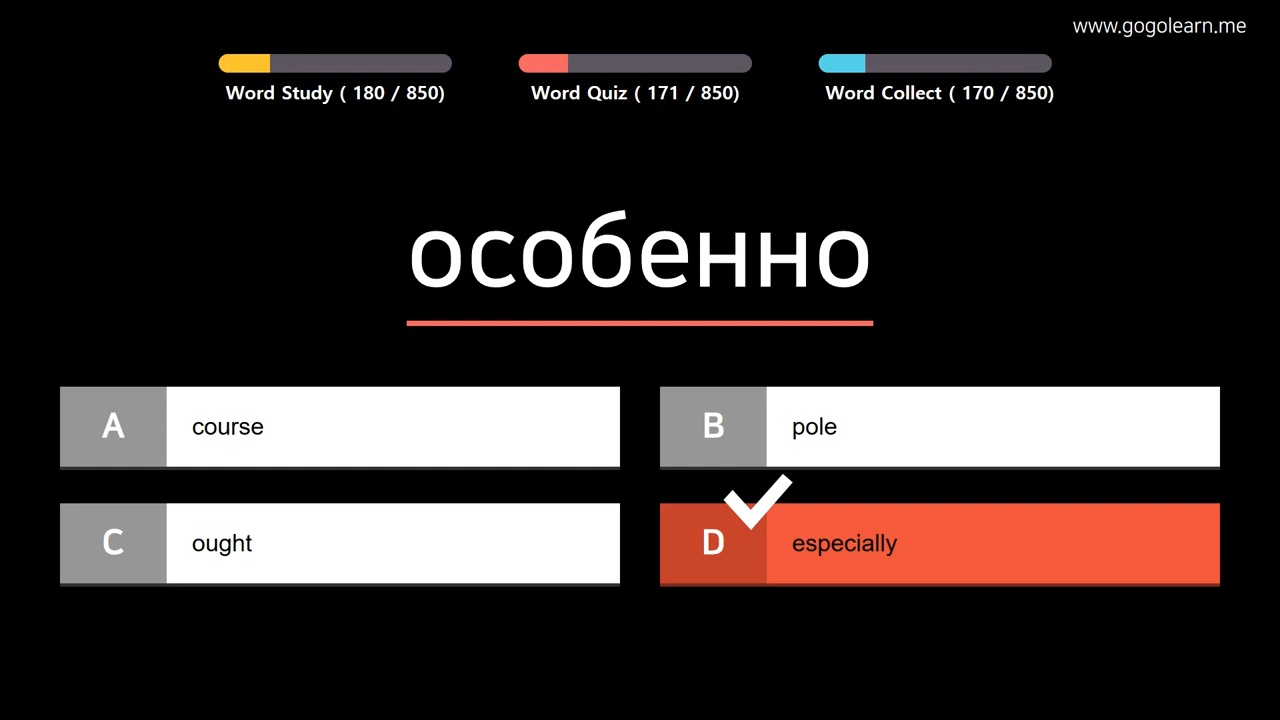 www.gogolearn.me
Word Study ( 180 / 850)
Word Quiz ( 171 / 850)
Word Collect ( 170 / 850)
особенно
A course
B pole
C ought
D especially